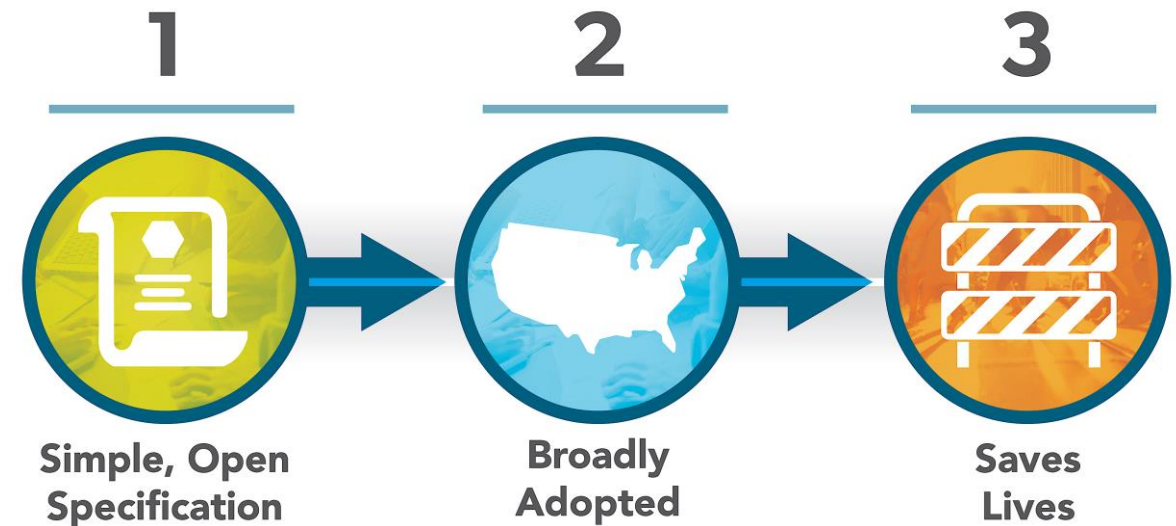 1
2
3
Simple, Open
Specification
Broadly
Adopted
Saves
Lives